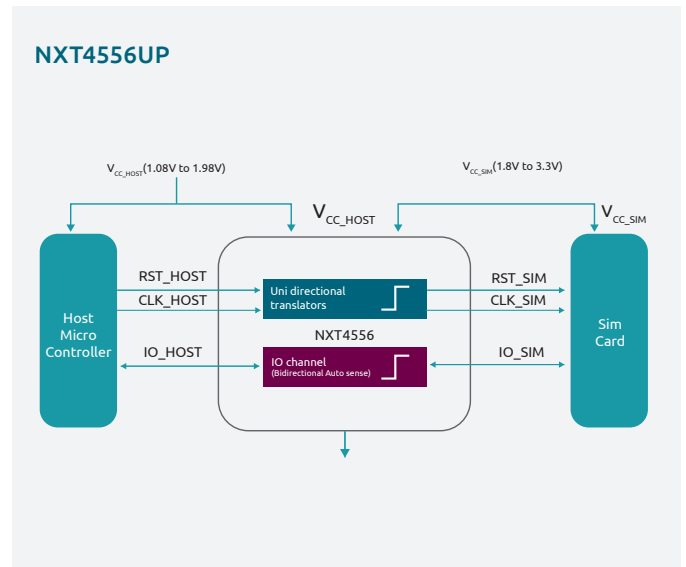 NXT4556UP
VCC_HOST(1.08V to 1.98V)
VCC_SIM(1.8V to 3.3V)
VCC_HOST
VCC_SIM
RST_HOST
CLK_HOST
IO_HOST
Host
Micro
Controller
Uni directional
translators
NXT4556
IO channel
(Bidirectional Auto sense)
RST_SIM
CLK_SIM
IO_SIM
Sim
Card